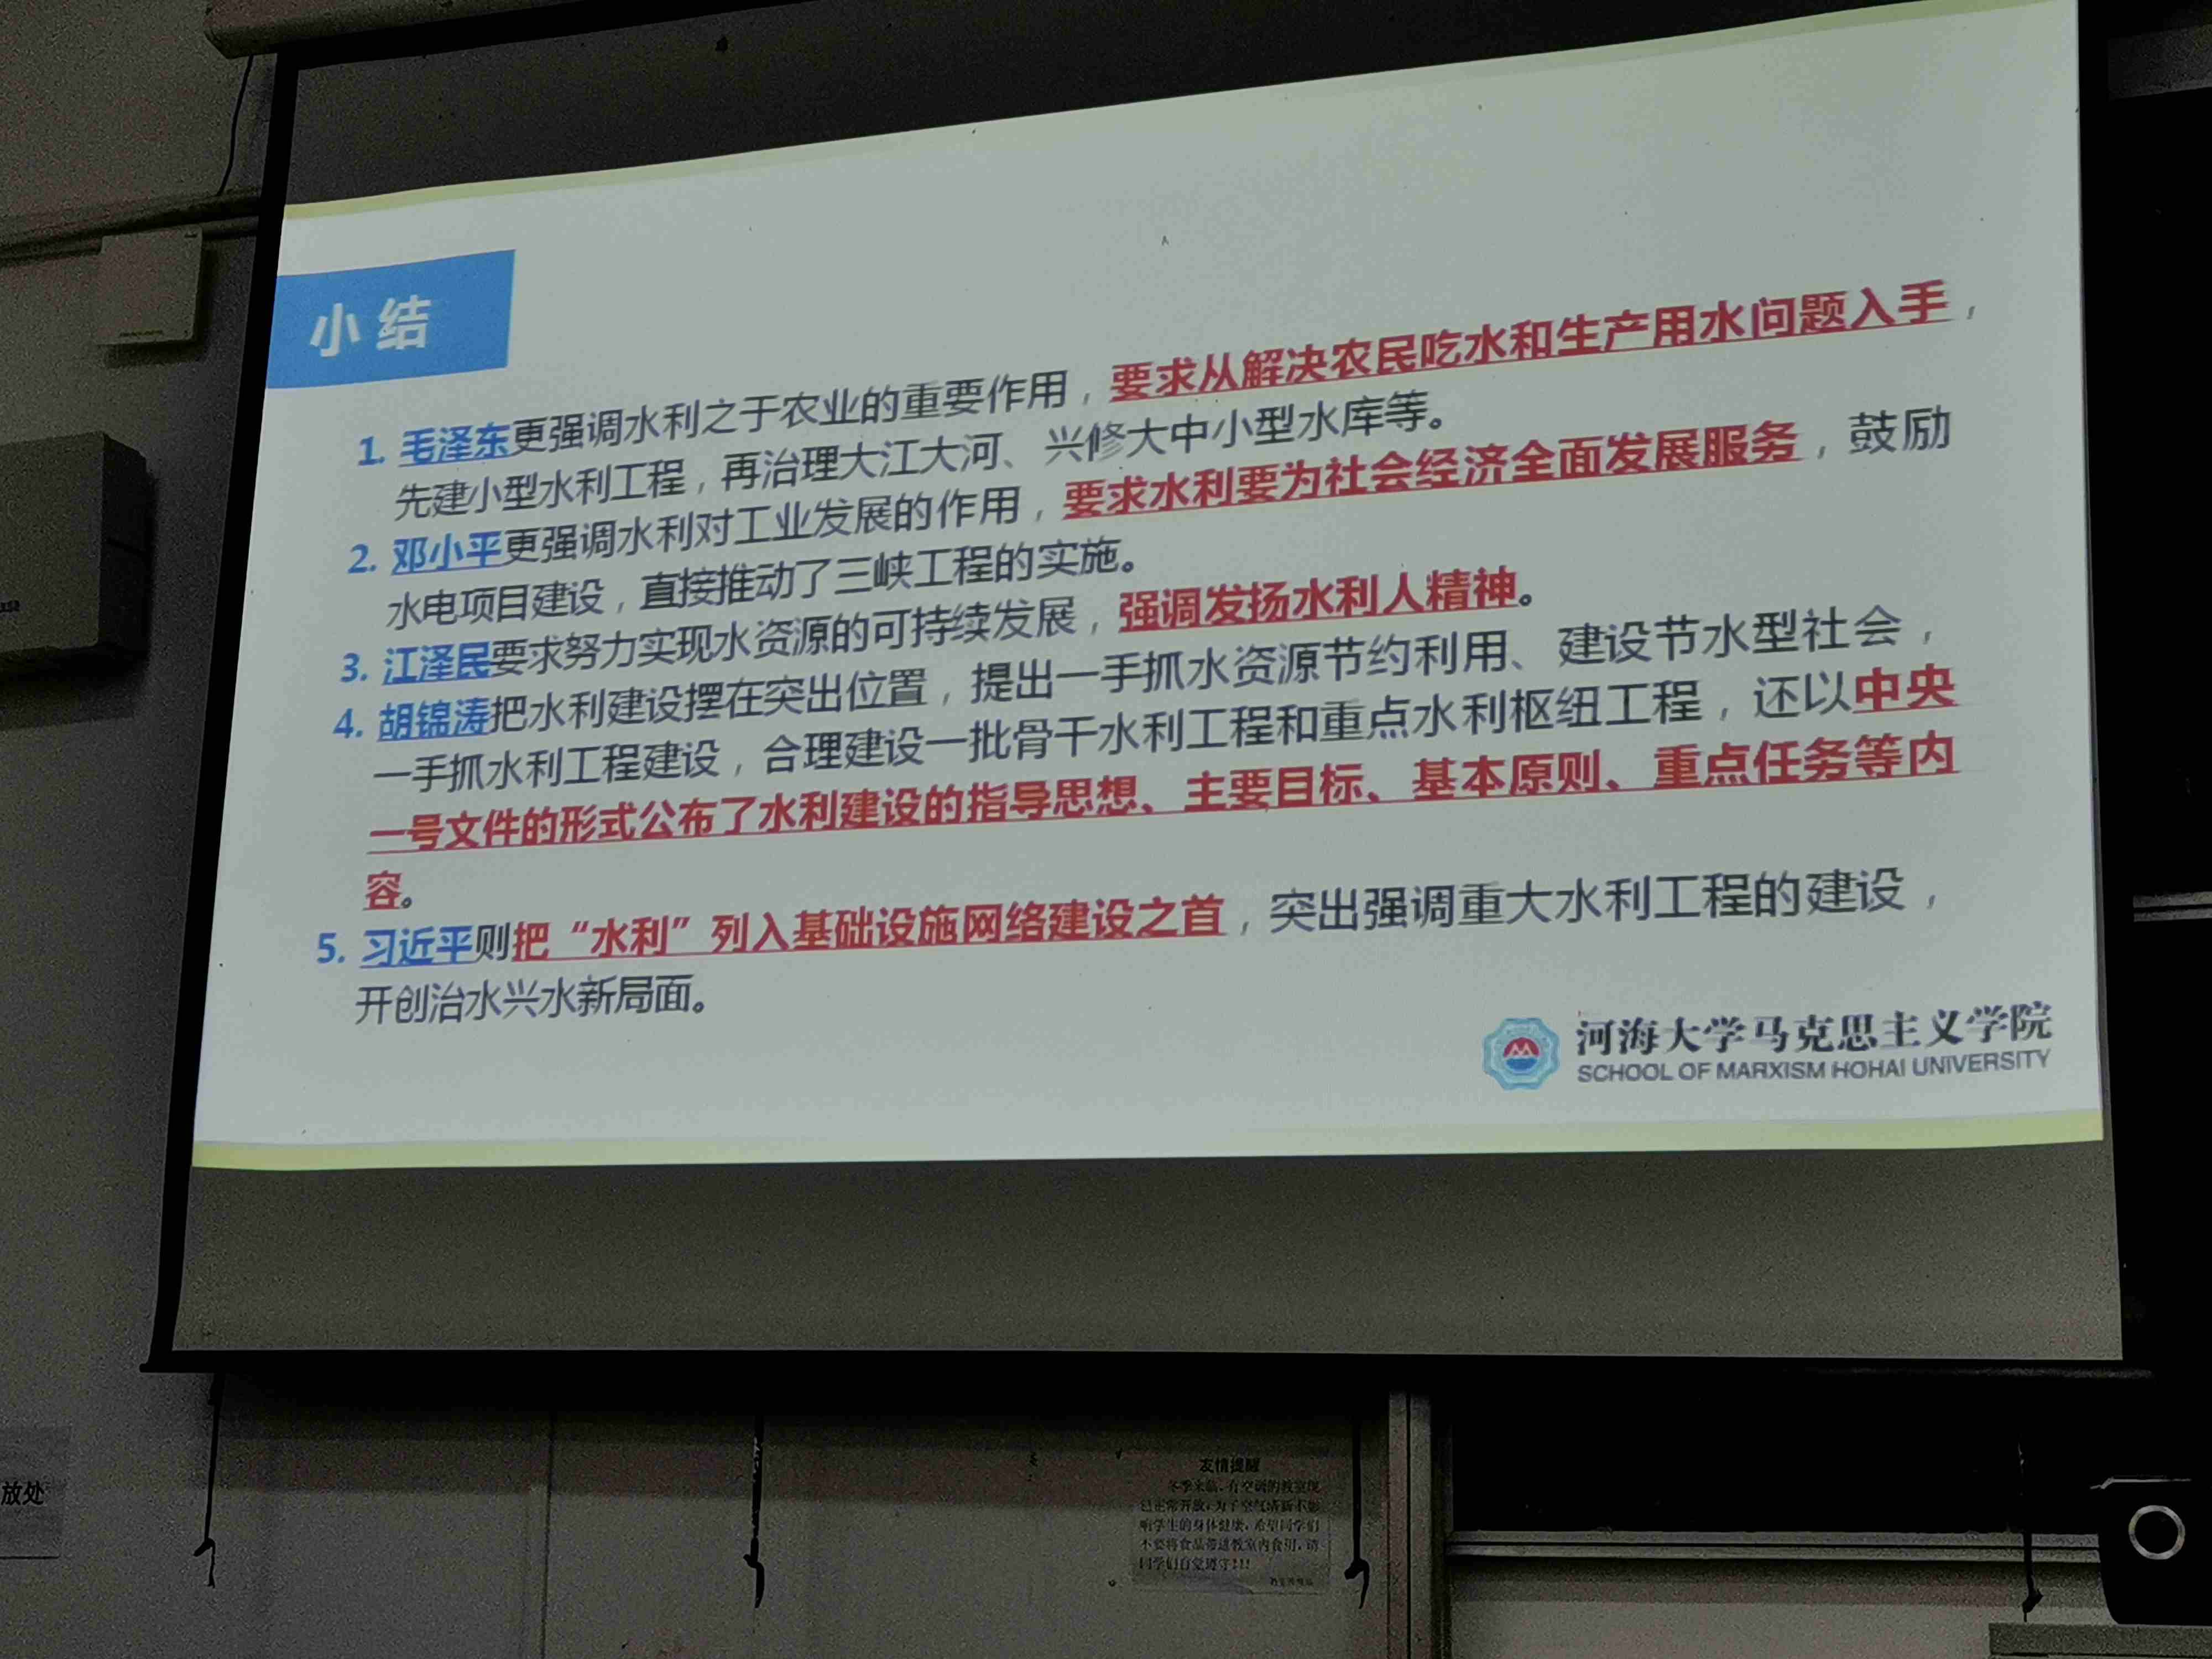 小结
1. 毛泽东更强调水利之于农业的重要作用，要求从解决农民吃水和生产用水问题入手，
先建小型水利工程，再治理大江大河、兴修大中小型水库等。
2. 邓小平更强调水利对工业发展的作用，要求水利要为社会经济全面发展服务，鼓励
水电项目建设，直接推动了三峡工程的实施。
3. 江泽民要求努力实现水资源的可持续发展，强调发扬水利人精神。
4. 胡锦涛把水利建设摆在突出位置，提出一手抓水资源节约利用、建设节水型社会，
一手抓水利工程建设，合理建设一批骨干水利工程和重点水利枢纽工程，还以中央
一号文件的形式公布了水利建设的指导思想、主要目标、基本原则、重点任务等内
容。
5. 习近平则把“水利”列入基础设施网络建设之首，突出强调重大水利工程的建设，
开创治水兴水新局面。
河海大学马克思主义学院
SCHOOL OF MARXISM HOHAI UNIVERSITY
放处
友情提醒
冬季来临，有空调的教室现
已正常开放，为了空气清新不影
响学生的身体健康，希望同学们
不要将食品带进教室内食用，请
同学们自觉遵守！！！